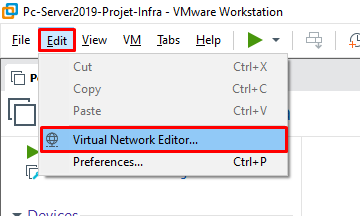 Pc-Server2019-Projet-Infra - VMware Workstation
File Edit View VM Tabs Help
Cut Ctrl+X
Copy Ctrl+C
Paste Ctrl+V
Virtual Network Editor...
Preferences... Ctrl+P
Devices